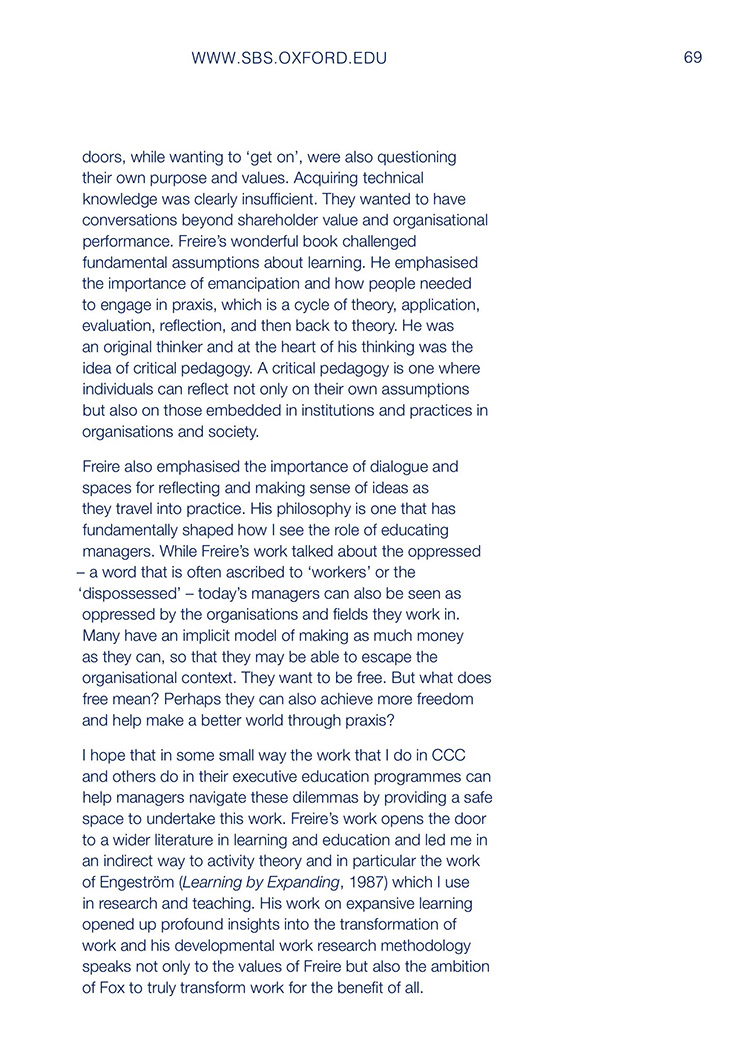 WWW.SBS.OXFORD.EDU
69
doors, while wanting to ‘get on’, were also questioning
their own purpose and values. Acquiring technical
knowledge was clearly insufficient. They wanted to have
conversations beyond shareholder value and organisational
performance. Freire’s wonderful book challenged
fundamental assumptions about learning. He emphasised
the importance of emancipation and how people needed
to engage in praxis, which is a cycle of theory, application,
evaluation, reflection, and then back to theory. He was
an original thinker and at the heart of his thinking was the
idea of critical pedagogy. A critical pedagogy is one where
individuals can reflect not only on their own assumptions
but also on those embedded in institutions and practices in
organisations and society.
Freire also emphasised the importance of dialogue and
spaces for reflecting and making sense of ideas as
they travel into practice. His philosophy is one that has
fundamentally shaped how I see the role of educating
managers. While Freire’s work talked about the oppressed
– a word that is often ascribed to ‘workers’ or the
‘dispossessed’ – today’s managers can also be seen as
oppressed by the organisations and fields they work in.
Many have an implicit model of making as much money
as they can, so that they may be able to escape the
organisational context. They want to be free. But what does
free mean? Perhaps they can also achieve more freedom
and help make a better world through praxis?
I hope that in some small way the work that I do in CCC
and others do in their executive education programmes can
help managers navigate these dilemmas by providing a safe
space to undertake this work. Freire’s work opens the door
to a wider literature in learning and education and led me in
an indirect way to activity theory and in particular the work
of Engeström (Learning by Expanding, 1987) which I use
in research and teaching. His work on expansive learning
opened up profound insights into the transformation of
work and his developmental work research methodology
speaks not only to the values of Freire but also the ambition
of Fox to truly transform work for the benefit of all.